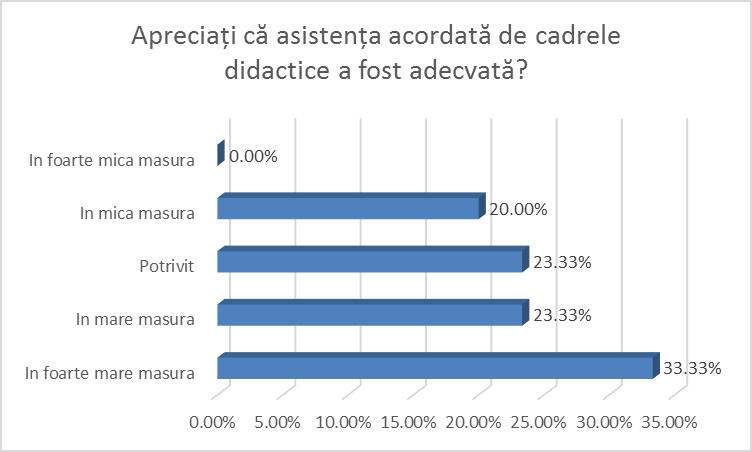 Apreciați că asistența acordată de cadrele
didactice a fost adecvată?
In foarte mica masura
0.00%
In mica masura
20.00%
Potrivit
23.33%
In mare masura
23.33%
In foarte mare masura
33.33%
0.00% 5.00% 10.00% 15.00% 20.00% 25.00% 30.00% 35.00%